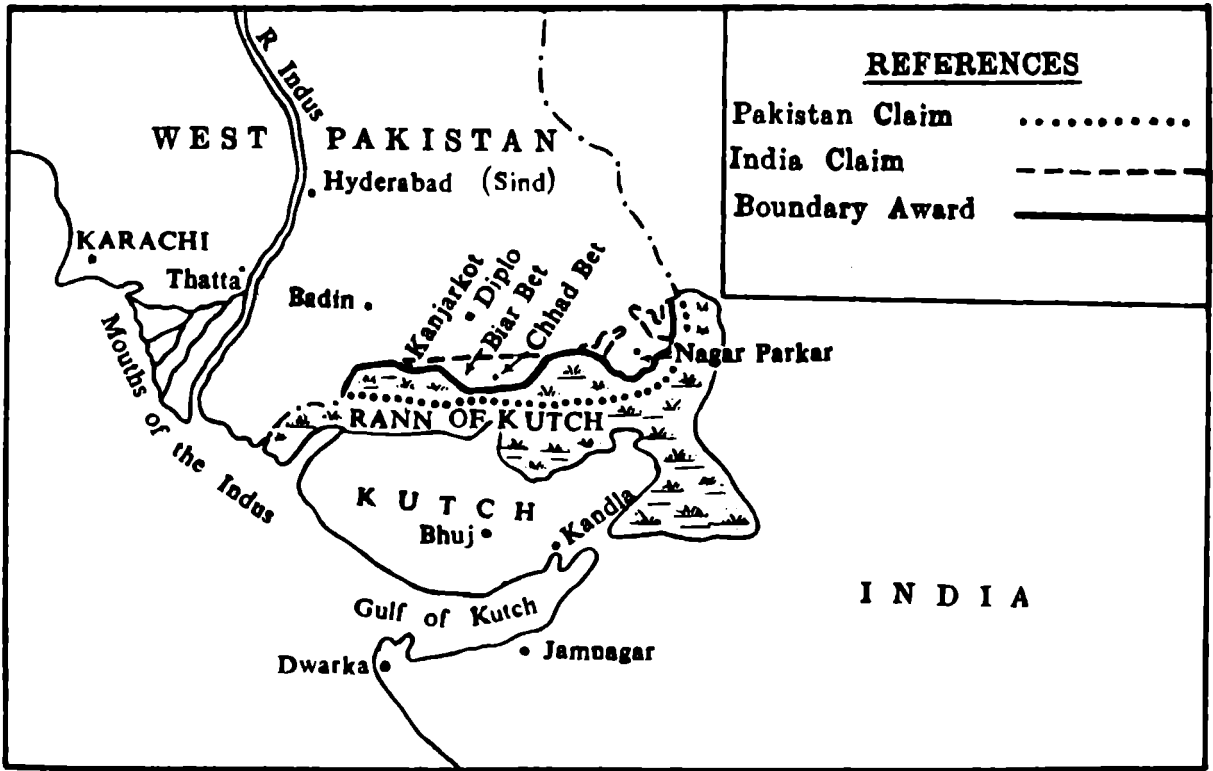 REFERENCES
Pakistan Claim
India Claim
Boundary Award
R Indus
WEST PAKISTAN
Hyderabad (Sind)
KARACHI
Thatta
Badin
Kanjarkot
Diplo
Biar Bet
Chhad Bet
Nagar Parkar
Mouths of the Indus
RANN OF KUTCH
KUTCH
Bhuj
Kandla
Gulf of Kutch
INDIA
Dwarka
Jamnagar